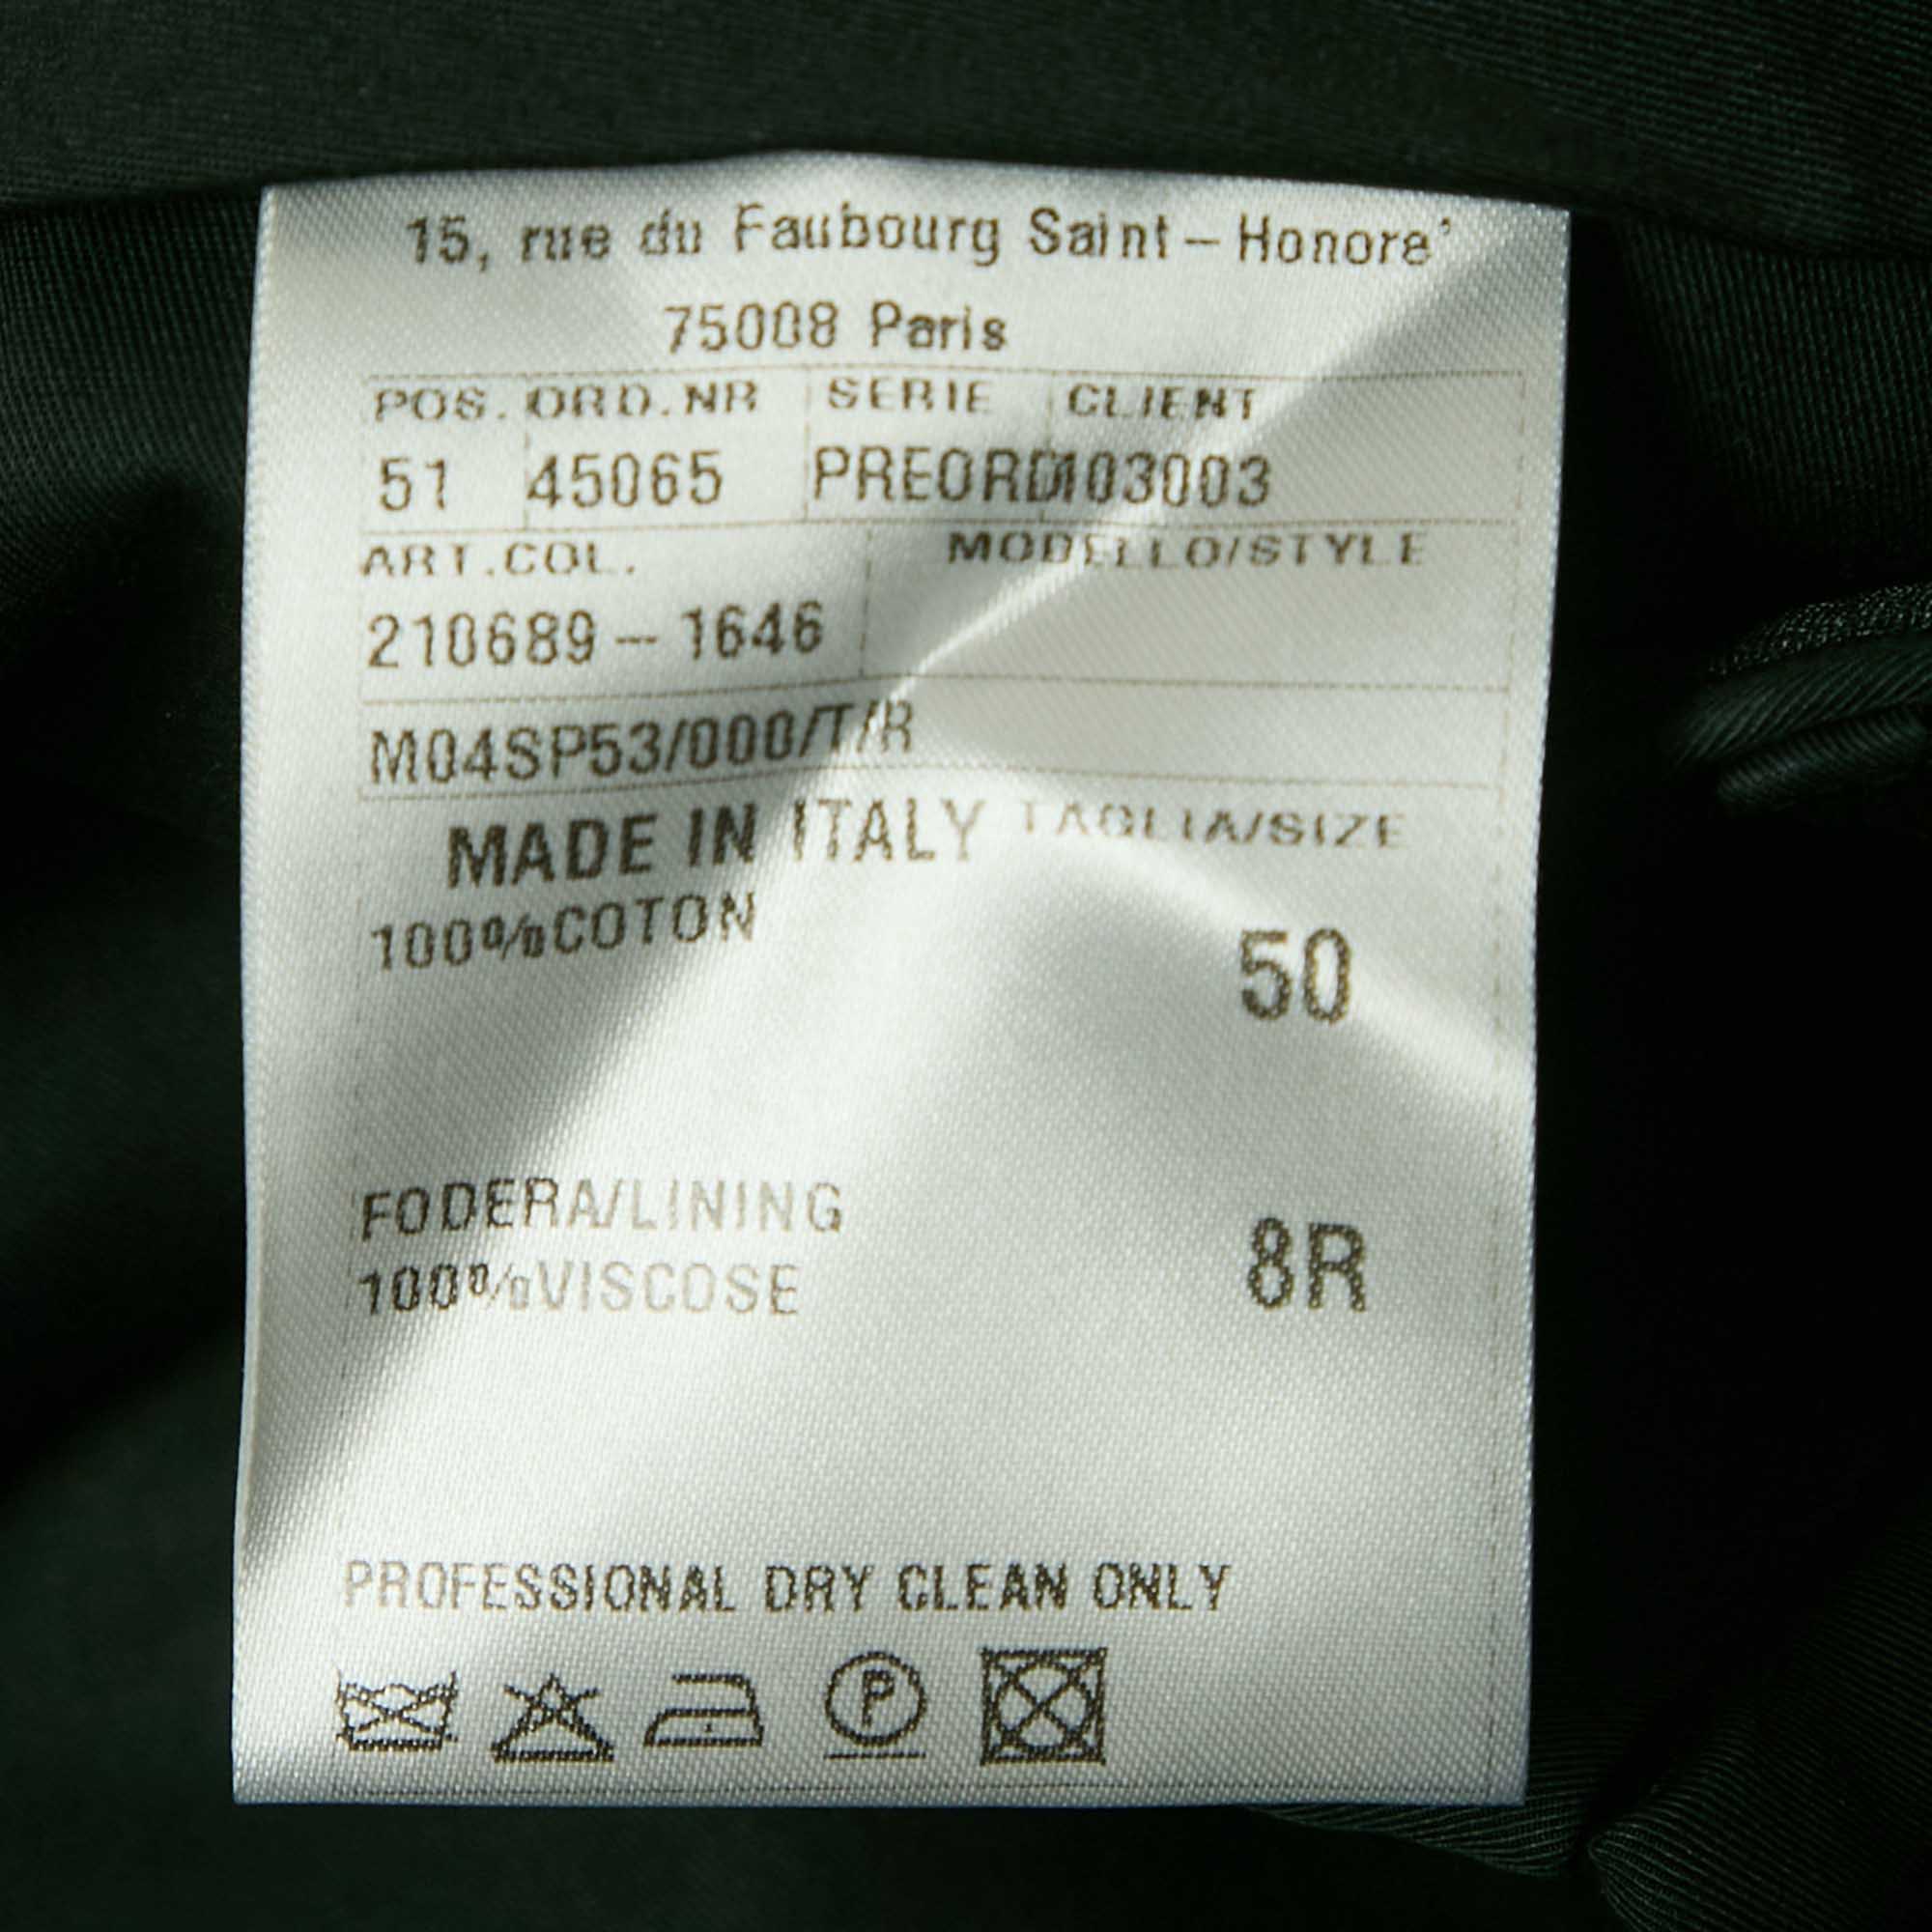 15, rue du Faubourg Saint-Honore'
75008 Paris
POS. ORD.NR SERIE CLIENT
51 45065 PREORD 103003
ART.COL. MODELLO/STYLE
210689-1646
M04SP53/000/T/R
MADE IN ITALY TAGLIA/SIZE
100%COTON
50
FODERA/LINING
100%VISCOSE
8R
PROFESSIONAL DRY CLEAN ONLY
P